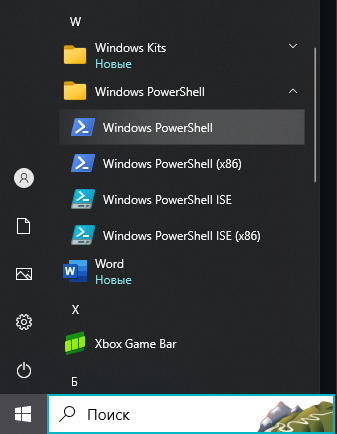 W
Windows Kits
Новые
Windows PowerShell
Windows PowerShell
Windows PowerShell (x86)
Windows PowerShell ISE
Windows PowerShell ISE (x86)
Word
Новые
X
Xbox Game Bar
Б
Поиск